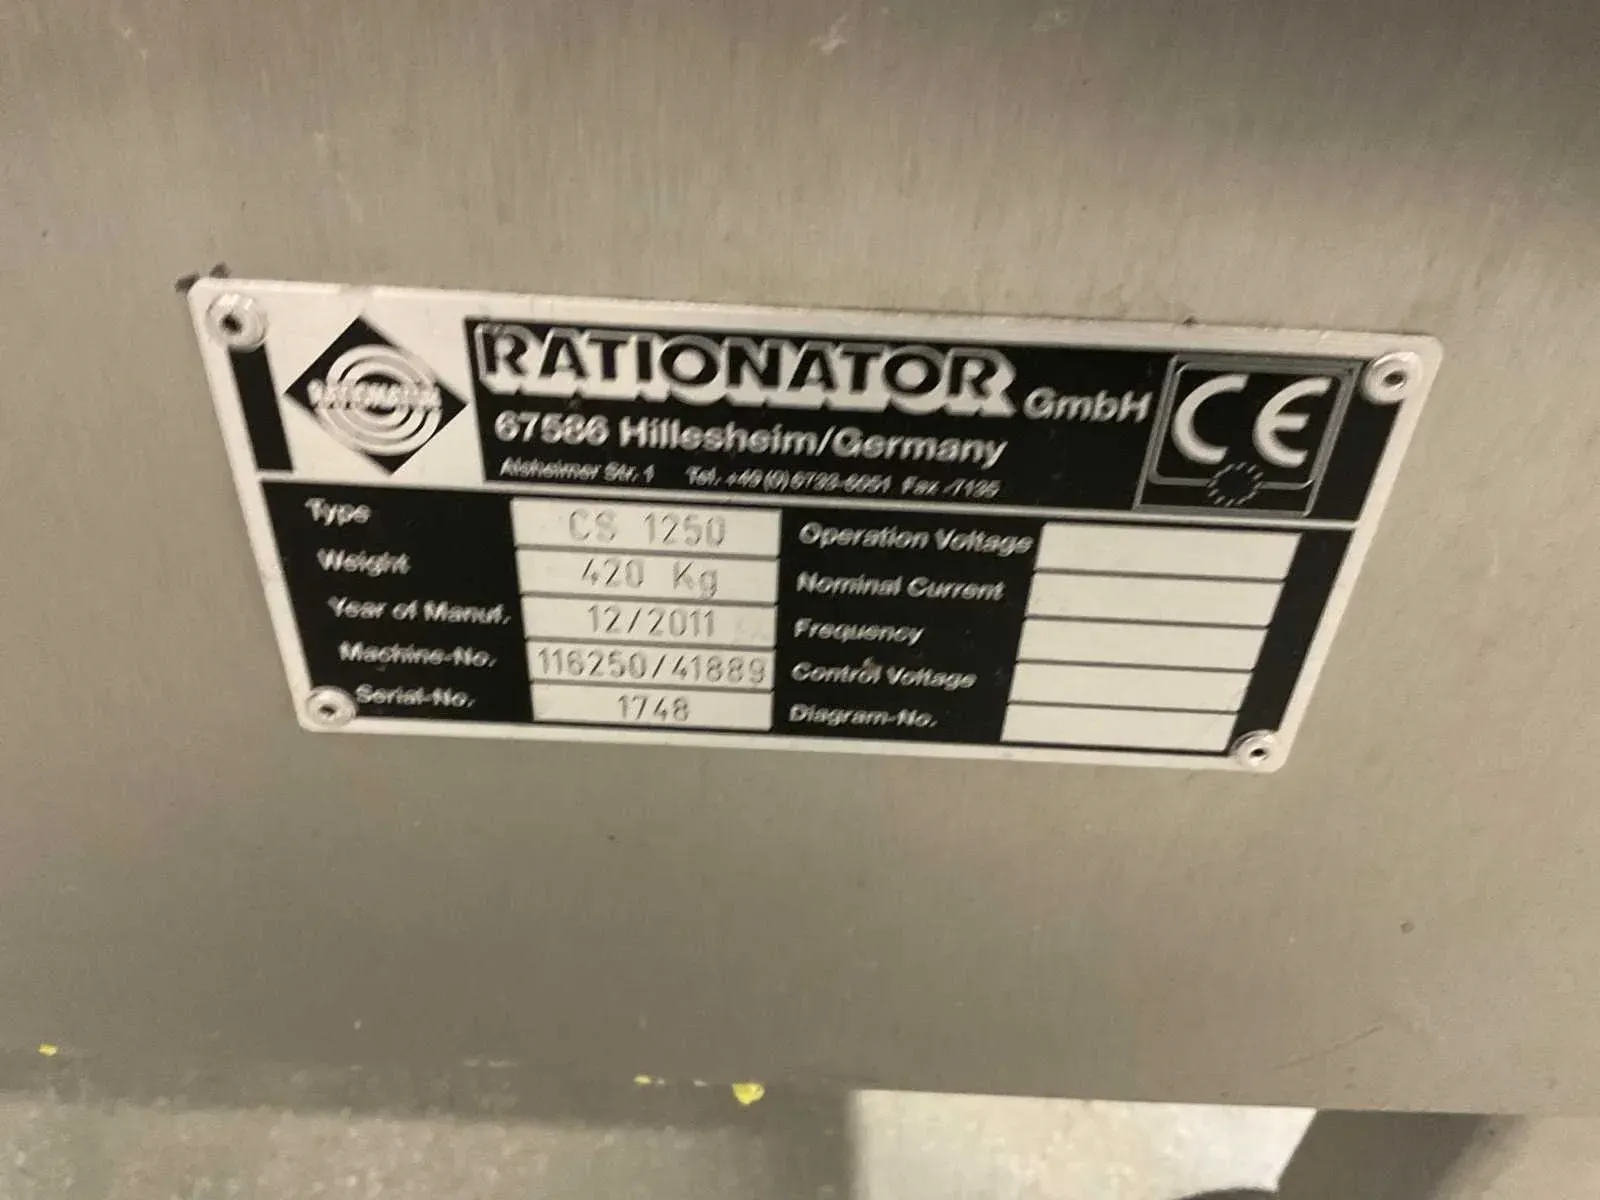 RATIONATOR
RATIONATOR GmbH
67586 Hillesheim/Germany
Alsheimer Str. 1 Tel. +49 (0) 6733-6051 Fax -7135
CE
Type CS 1250
Weight 420 Kg
Year of Manuf. 12/2011
Machine-No. 116250/41889
Serial-No. 1748
Operation Voltage
Nominal Current
Frequency
Control Voltage
Diagram-No.